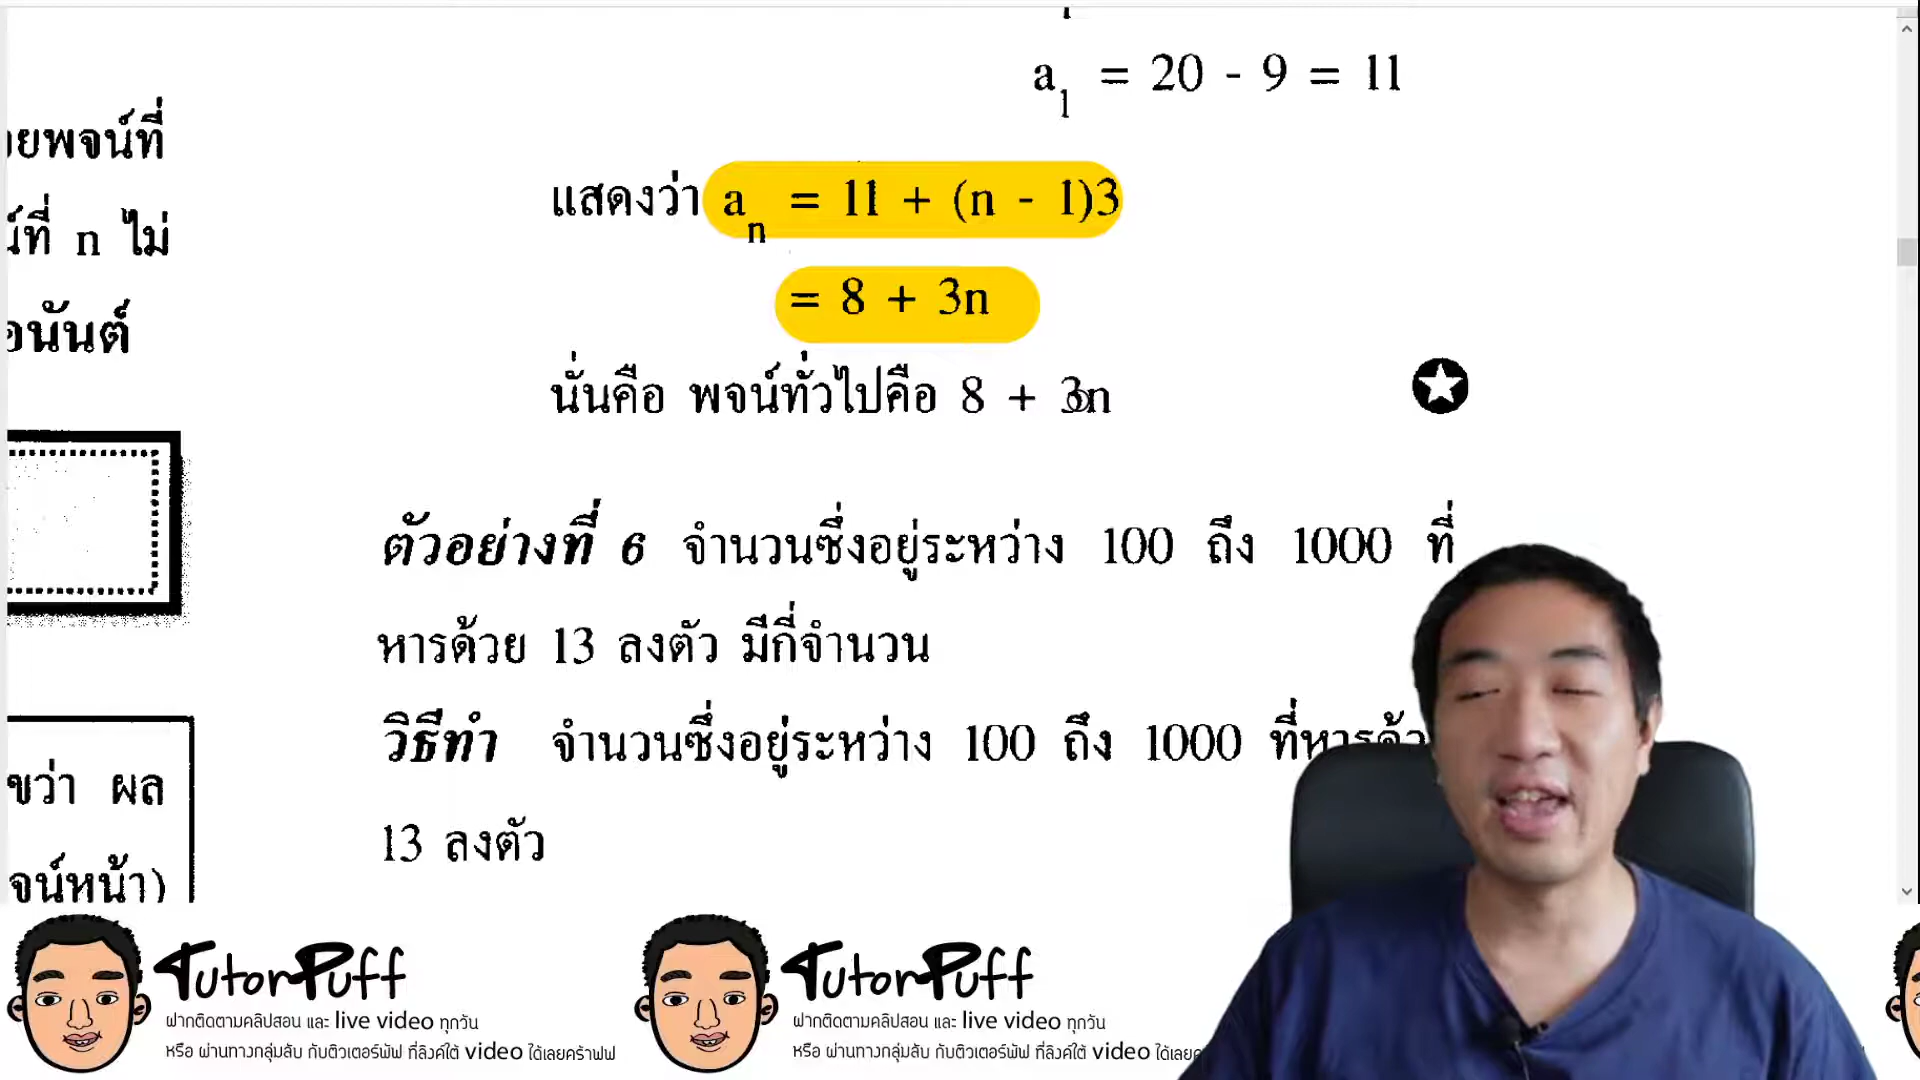 a1 = 20 - 9 = 11
แสดงว่า an = 11 + (n - 1)3
= 8 + 3n
นั่นคือ พจน์ทั่วไปคือ 8 + 3n
ตัวอย่างที่ 6 จำนวนซึ่งอยู่ระหว่าง 100 ถึง 1000 ที่
หารด้วย 13 ลงตัว มีกี่จำนวน
วิธีทำ จำนวนซึ่งอยู่ระหว่าง 100 ถึง 1000 ที่หารด้ว
13 ลงตัว
ยพจน์ที่
น์ที่ n ไม่
อนันต์
ขว่า ผล
จน์หน้า)
TutorPuff
ฝากติดตามคลิปสอน และ live video ทุกวัน
หรือ ผ่านทางกลุ่มลับ กับติวเตอร์พัฟ ที่ลิงค์ใต้ video ได้เลยคร้าฟฟ
TutorPuff
ฝากติดตามคลิปสอน และ live video ทุกวัน
หรือ ผ่านทางกลุ่มลับ กับติวเตอร์พัฟ ที่ลิงค์ใต้ video ได้เลย